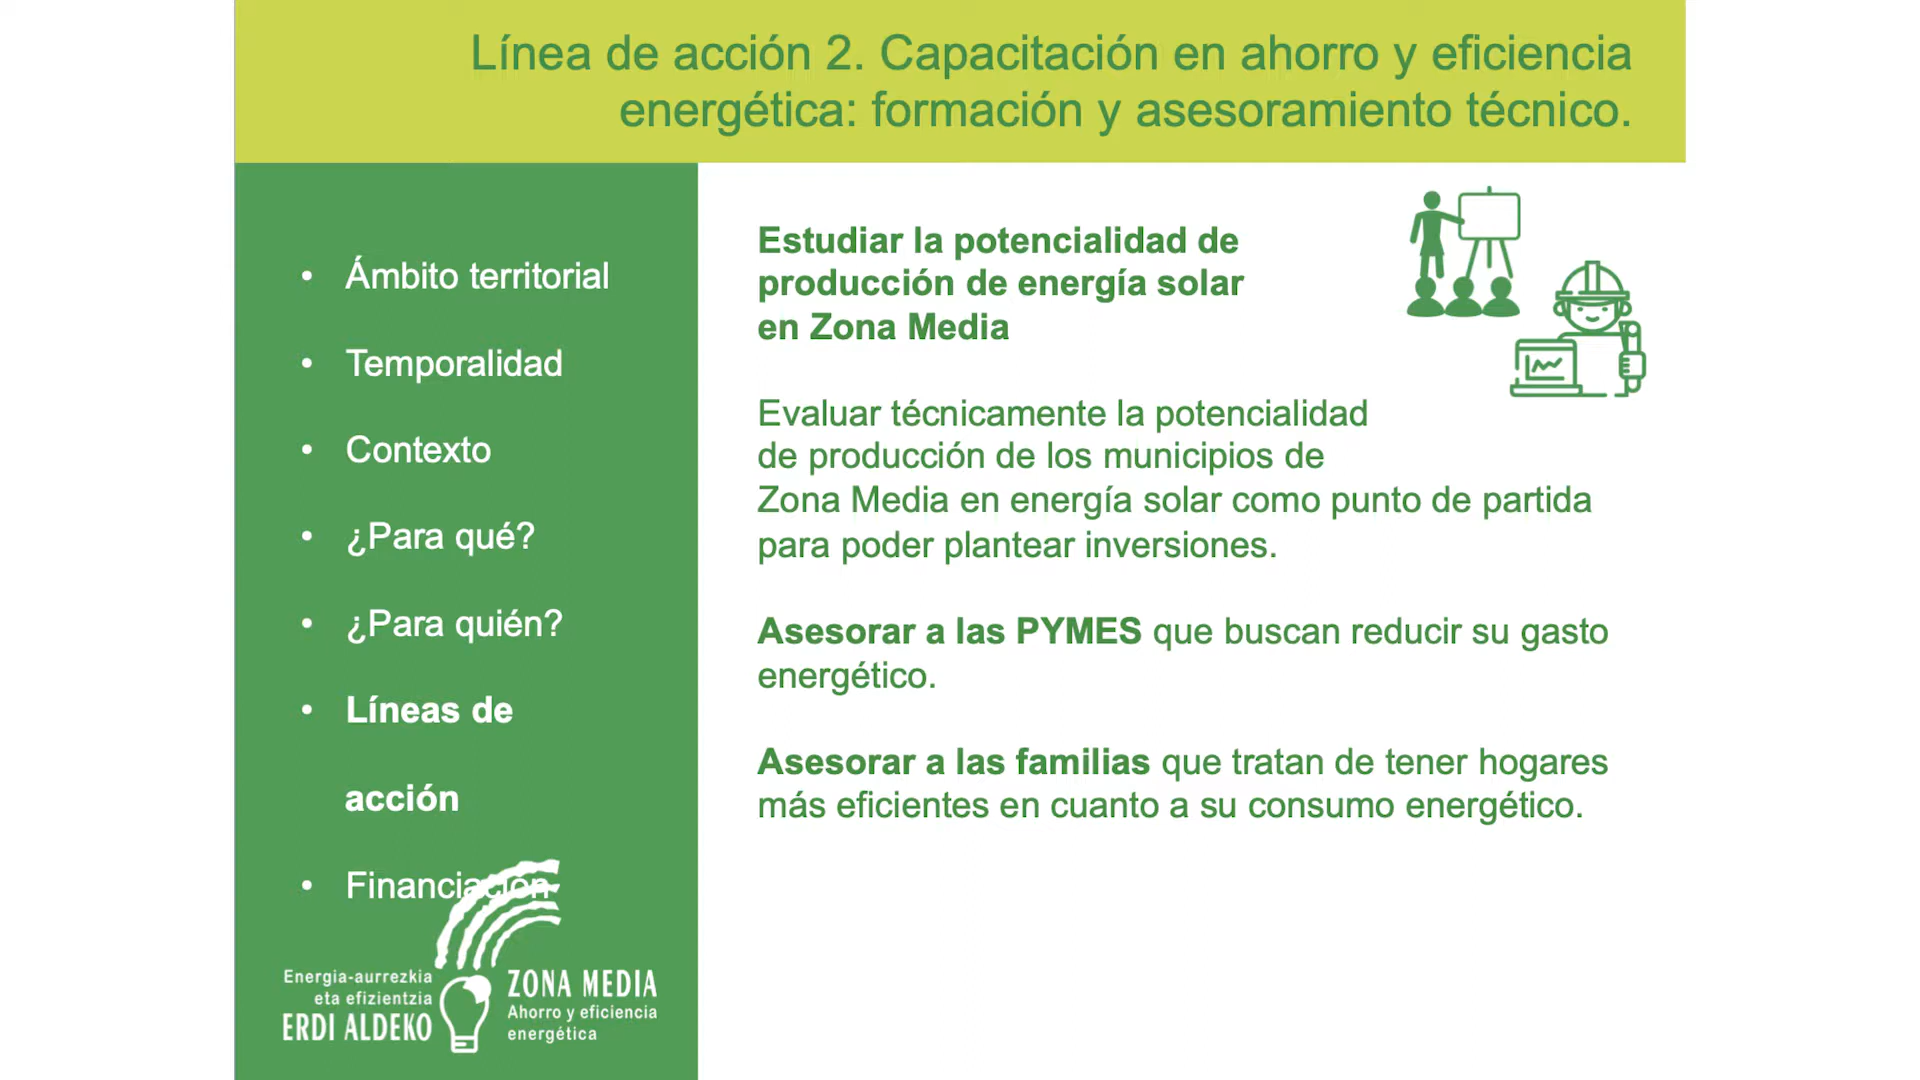 Línea de acción 2. Capacitación en ahorro y eficiencia
energética: formación y asesoramiento técnico.
• Ámbito territorial
• Temporalidad
• Contexto
• ¿Para qué?
• ¿Para quién?
• Líneas de
acción
• Financiación
Energia-aurrezkia
eta efizientzia
ERDI ALDEKO
ZONA MEDIA
Ahorro y eficiencia
energética
Estudiar la potencialidad de
producción de energía solar
en Zona Media
Evaluar técnicamente la potencialidad
de producción de los municipios de
Zona Media en energía solar como punto de partida
para poder plantear inversiones.
Asesorar a las PYMES que buscan reducir su gasto
energético.
Asesorar a las familias que tratan de tener hogares
más eficientes en cuanto a su consumo energético.